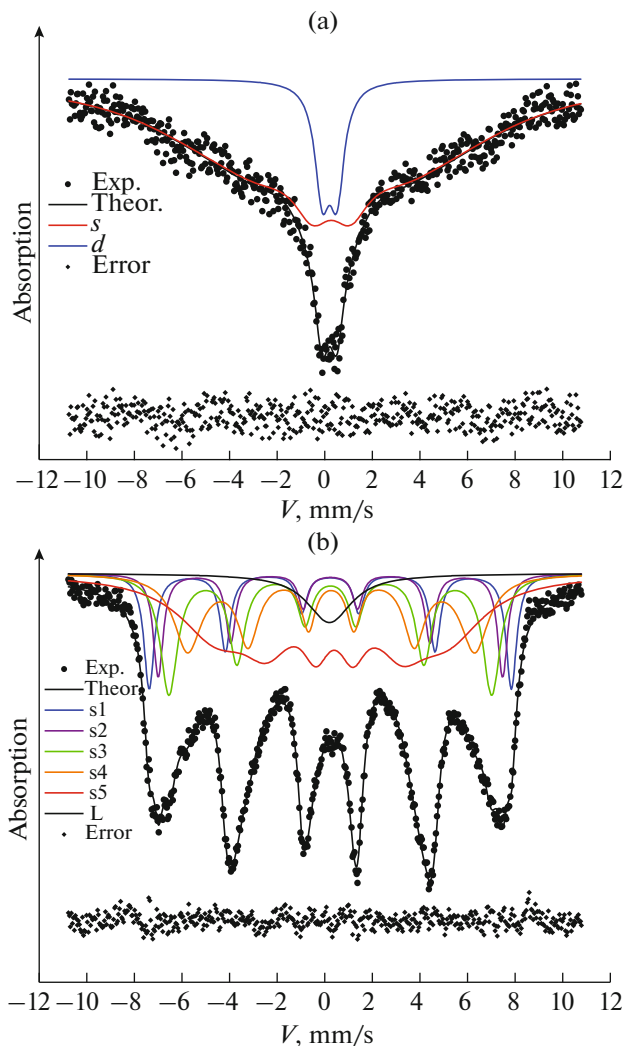 (a)
Exp.
Theor.
s
d
Error
Absorption
−12 −10 −8 −6 −4 −2 0 2 4 6 8 10 12
V, mm/s
(b)
Exp.
Theor.
s1
s2
s3
s4
s5
L
Error
Absorption
−12 −10 −8 −6 −4 −2 0 2 4 6 8 10 12
V, mm/s